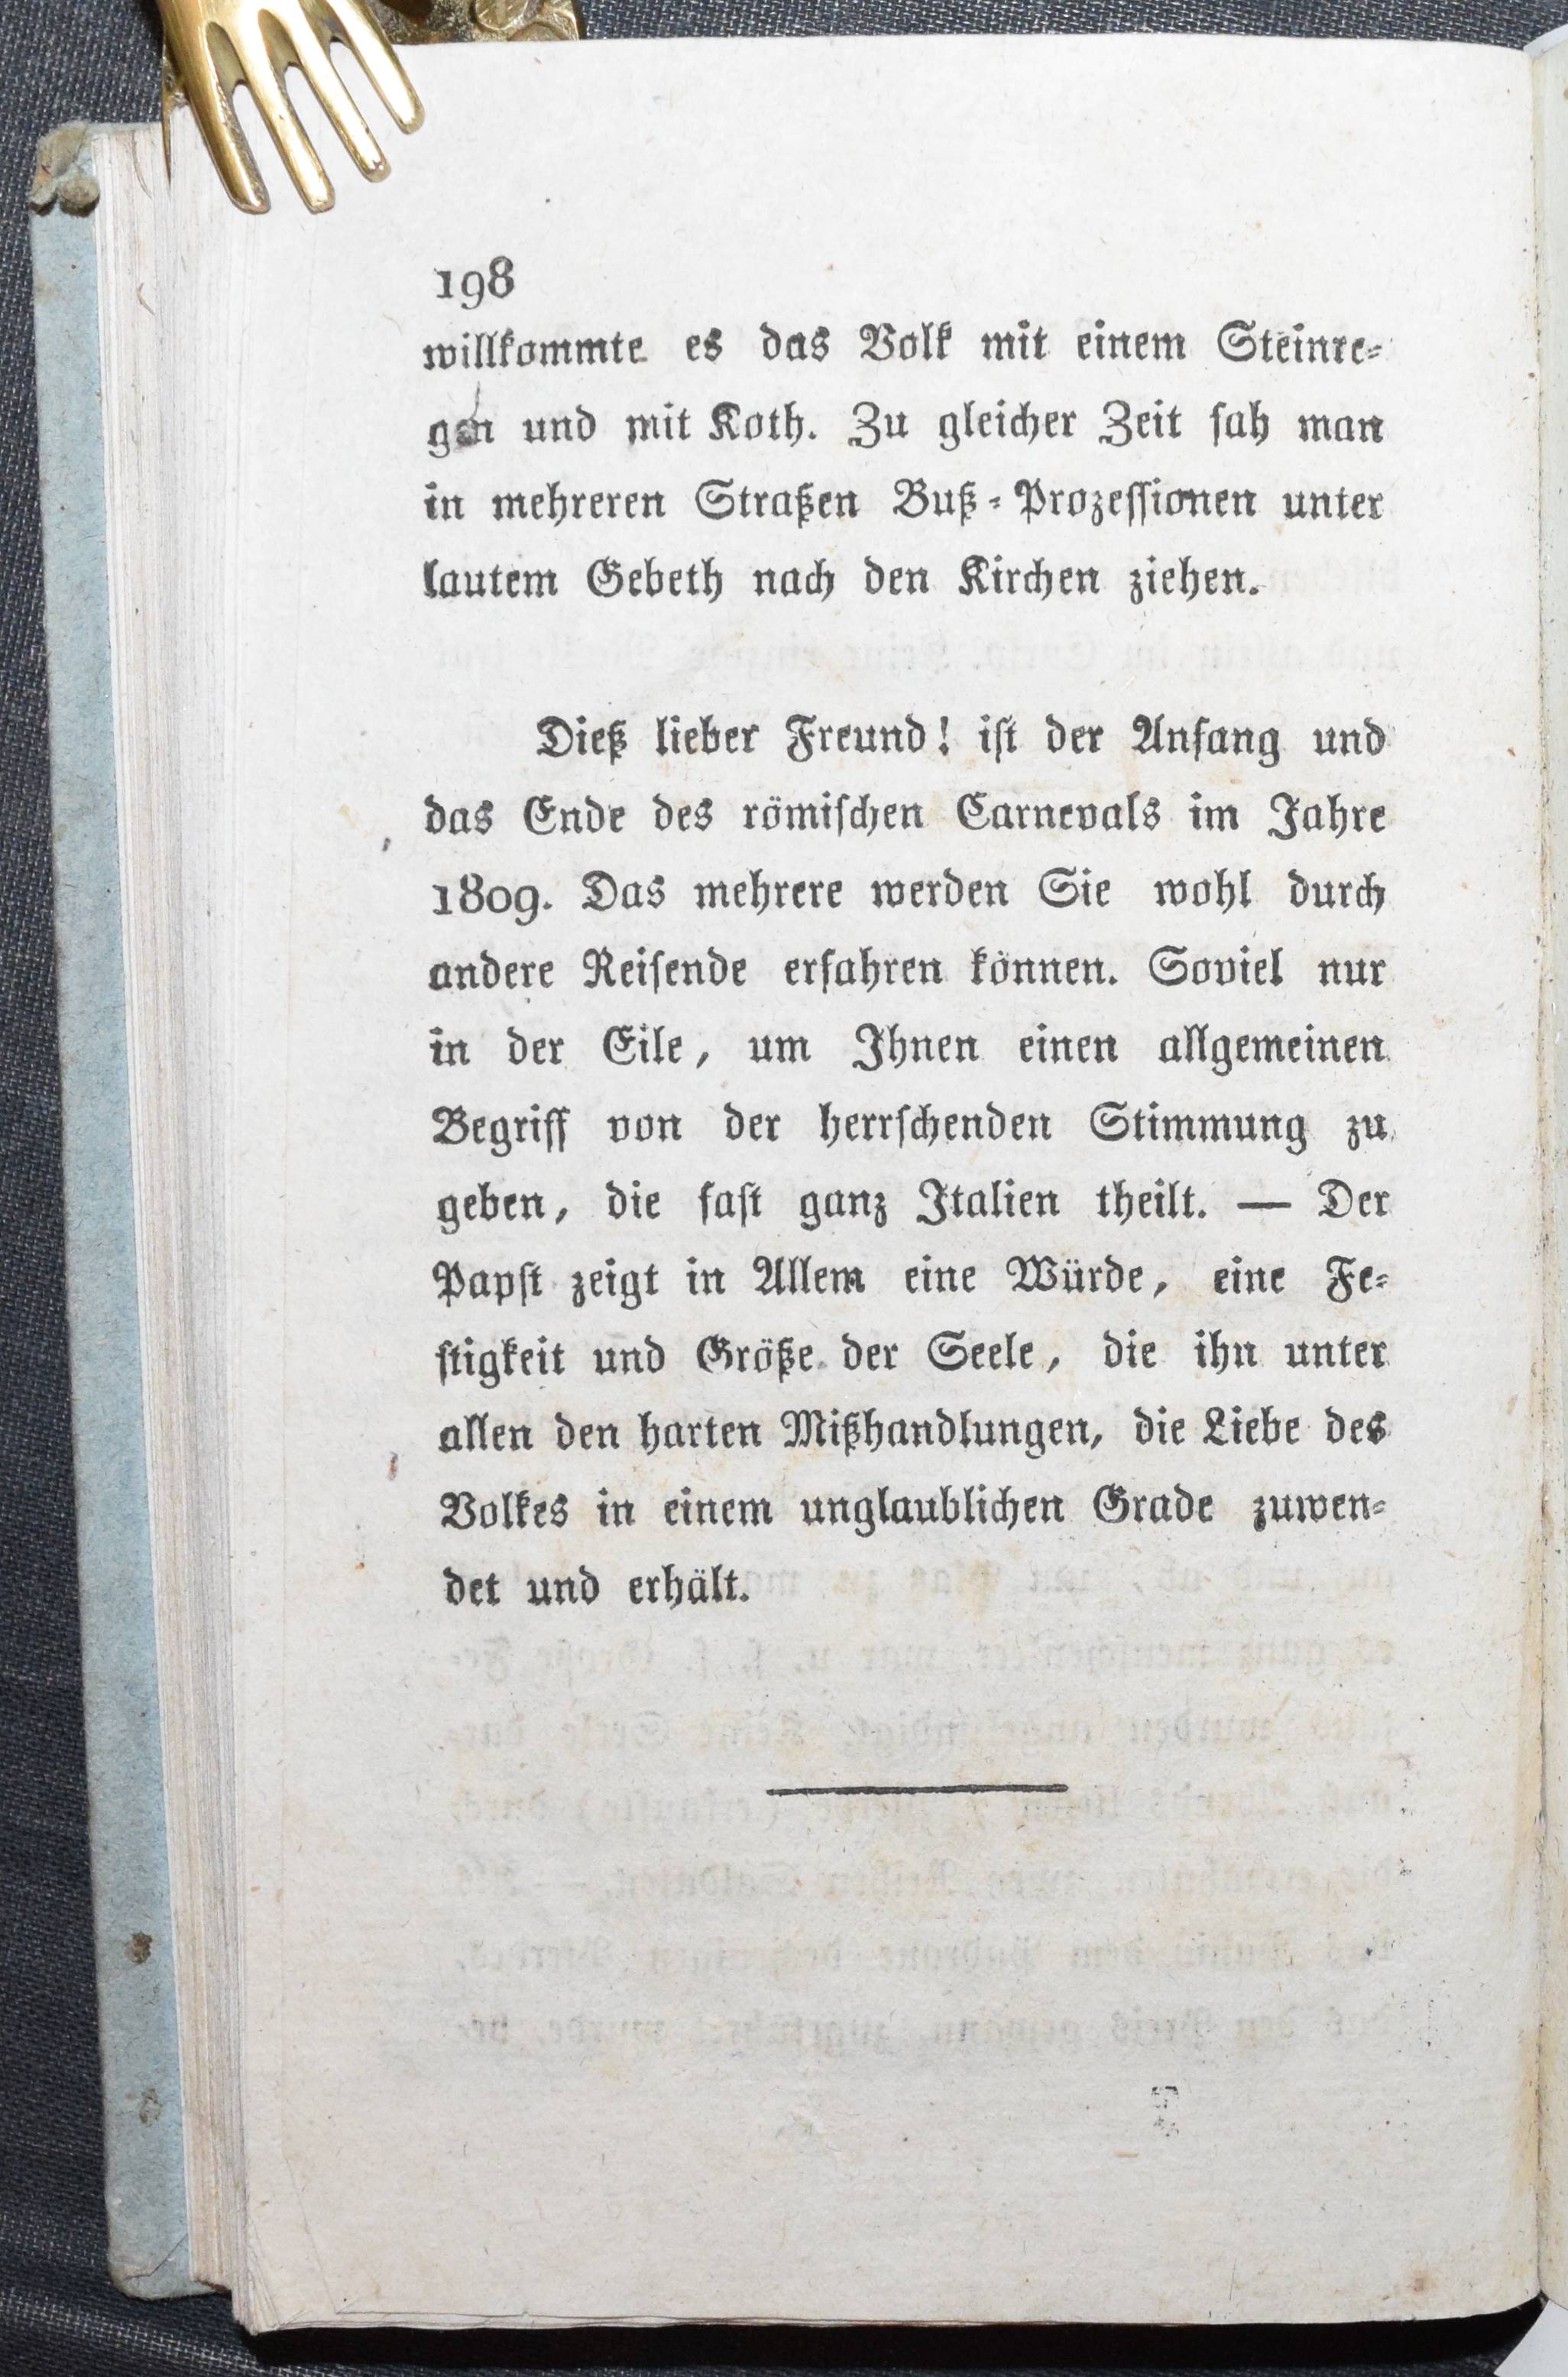 198
willkommte es das Volk mit einem Steinre-
gen und mit Koth. Zu gleicher Zeit sah man
in mehreren Straßen Buß-Prozessionen unter
lautem Gebeth nach den Kirchen ziehen.
Dieß lieber Freund! ist der Anfang und
das Ende des römischen Carnevals im Jahre
1809. Das mehrere werden Sie wohl durch
andere Reisende erfahren können. Soviel nur
in der Eile, um Ihnen einen allgemeinen
Begriff von der herrschenden Stimmung zu
geben, die fast ganz Italien theilt. — Der
Papst zeigt in Allem eine Würde, eine Fe-
stigkeit und Größe der Seele, die ihn unter
allen den harten Mißhandlungen, die Liebe des
Volkes in einem unglaublichen Grade zuwen-
det und erhält.